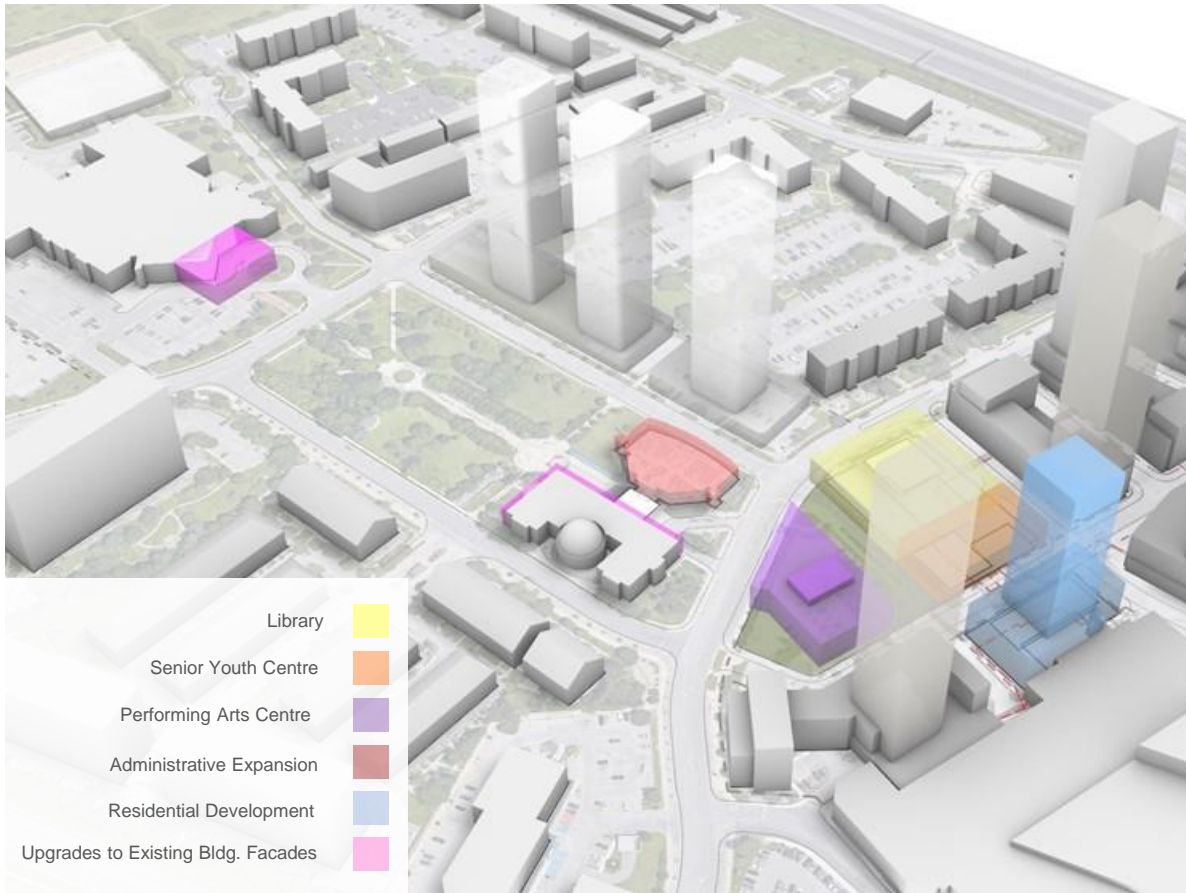 Library
Senior Youth Centre
Performing Arts Centre
Administrative Expansion
Residential Development
Upgrades to Existing Bldg. Facades